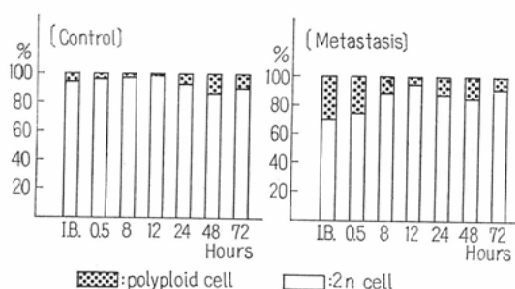 [Control]
%
100
80
60
40
20
I.B. 0.5 8 12 24 48 72
Hours
[Metastasis]
%
100
80
60
40
20
I.B. 0.5 8 12 24 48 72
Hours
:polyploid cell :2n cell